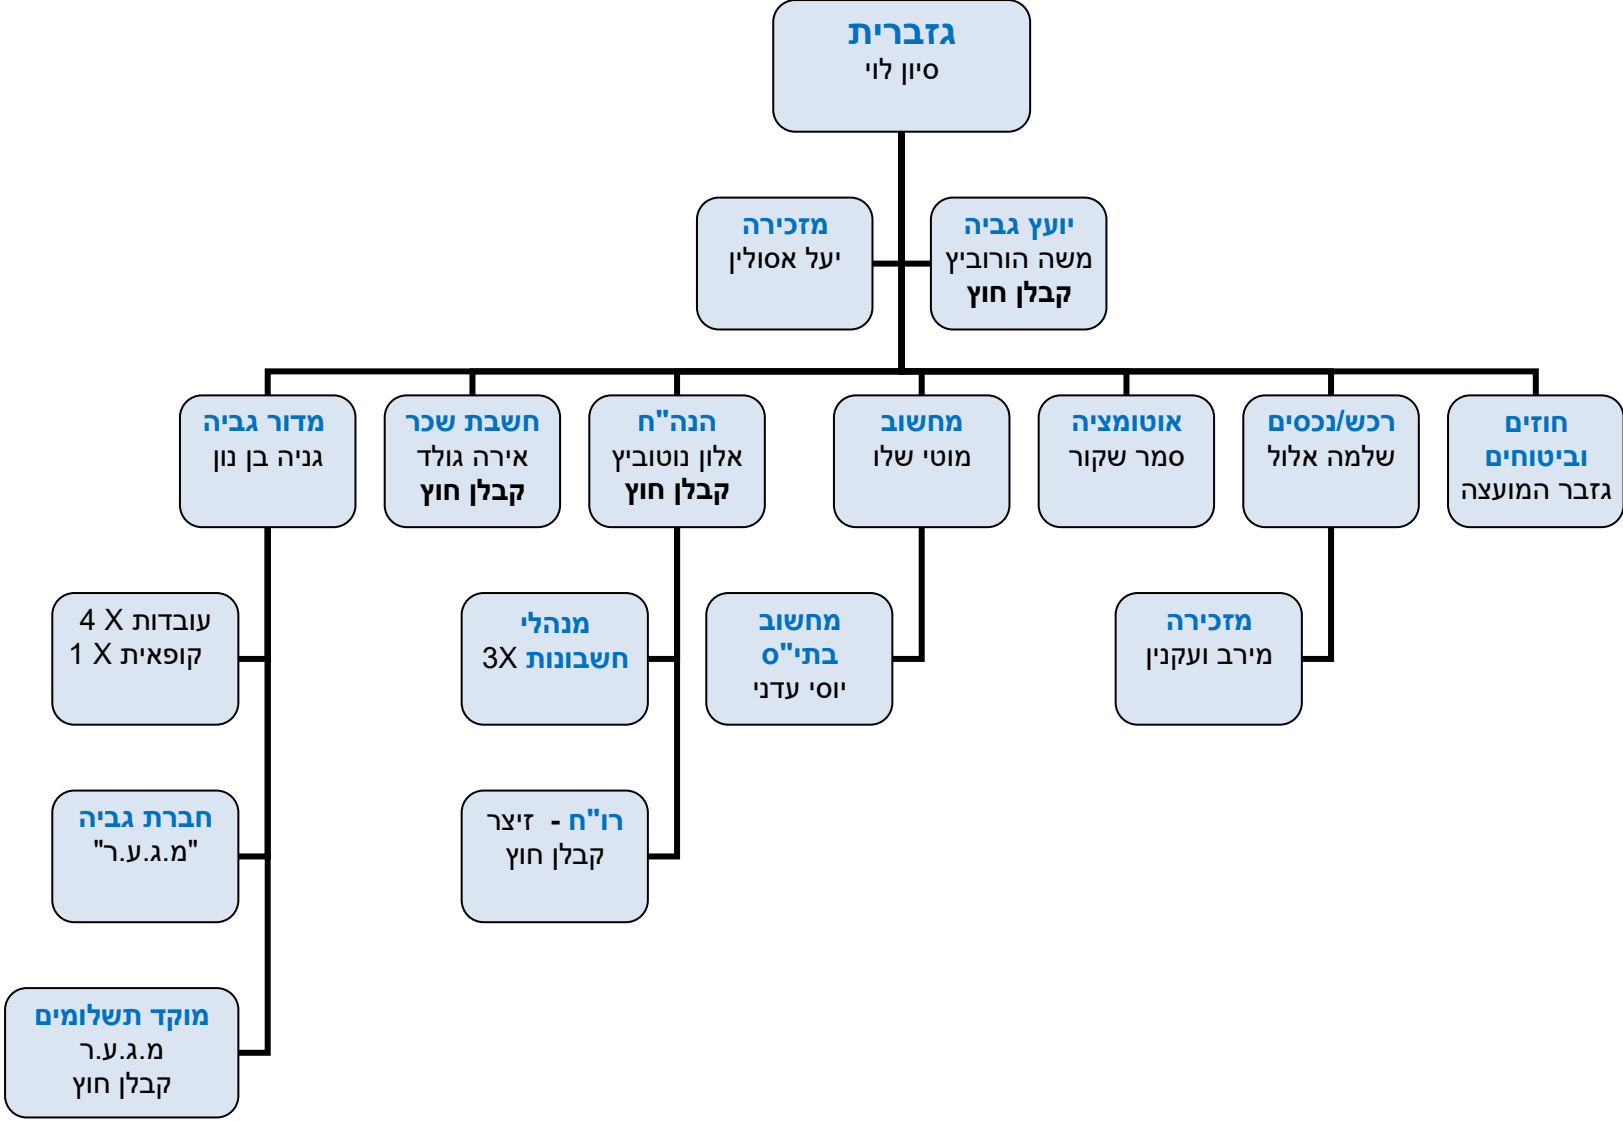 גזברית
סיון לוי
יועץ גביה
משה הורוביץ
קבלן חוץ
מזכירה
יעל אסולין
חוזים
וביטוחים
גזבר המועצה
רכש/נכסים
שלמה אלול
אוטומציה
סמר שקור
מחשוב
מוטי שלו
הנה"ח
אלון נוטוביץ
קבלן חוץ
חשבת שכר
אירה גולד
קבלן חוץ
מדור גביה
גניה בן נון
מזכירה
מירב ועקנין
מחשוב
בתי"ס
יוסי עדני
מנהלי
חשבונות 3X
עובדות X 4
קופאית X 1
רו"ח - זיצר
קבלן חוץ
חברת גביה
"מ.ג.ע.ר"
מוקד תשלומים
מ.ג.ע.ר
קבלן חוץ